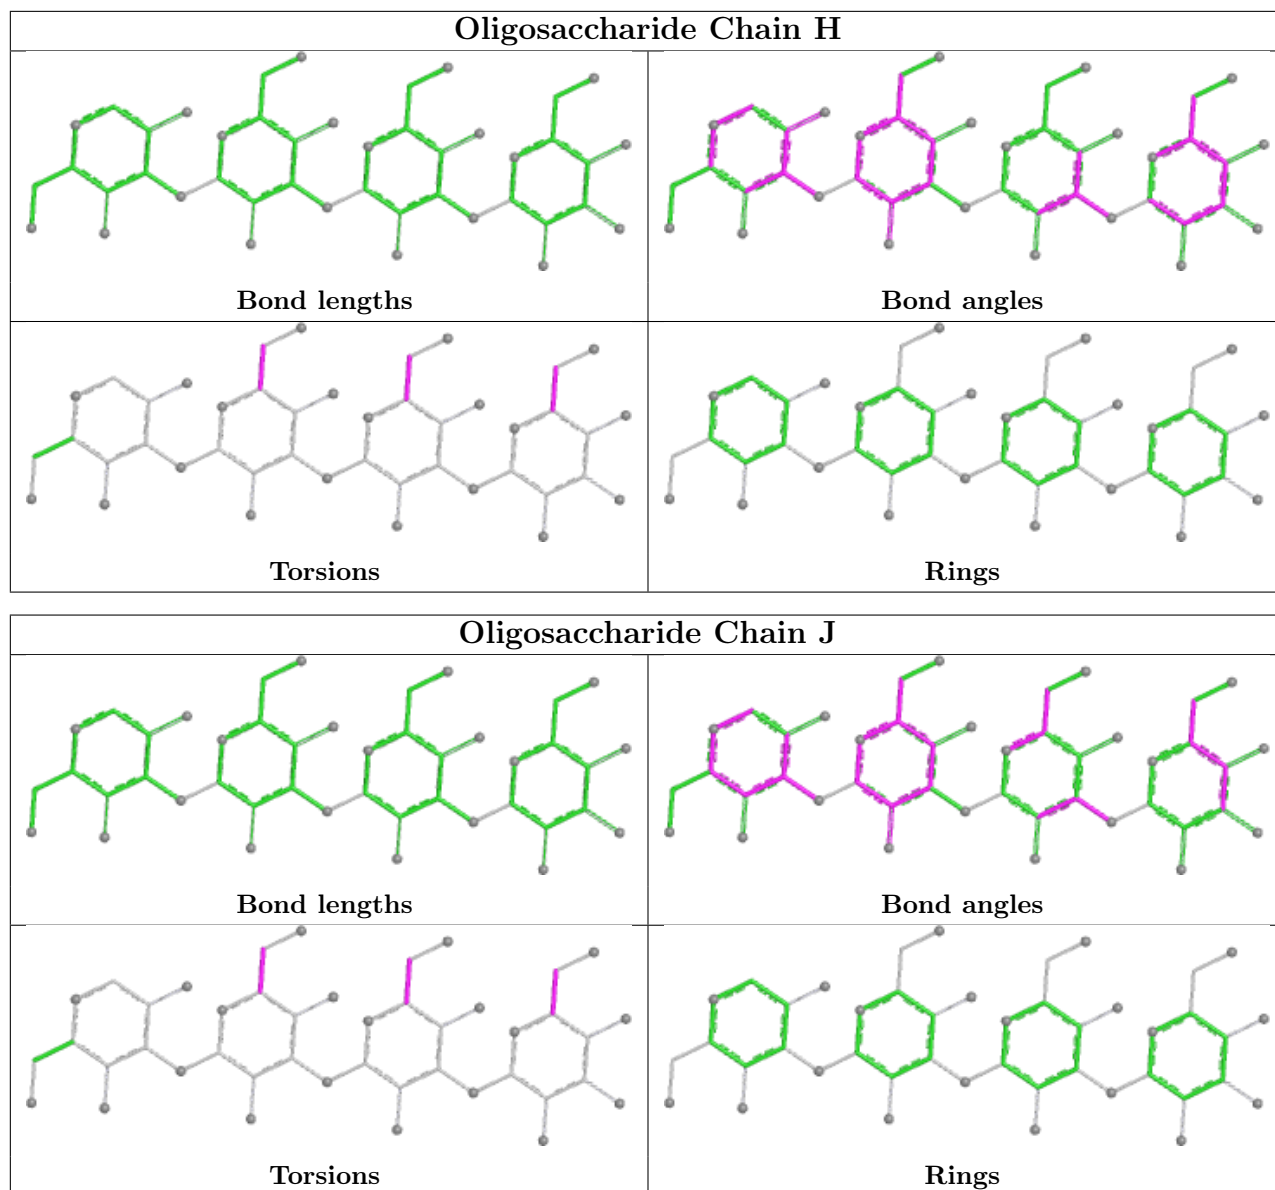 Oligosaccharide Chain H
Bond lengths
Bond angles
Torsions
Rings
Oligosaccharide Chain J
Bond lengths
Bond angles
Torsions
Rings